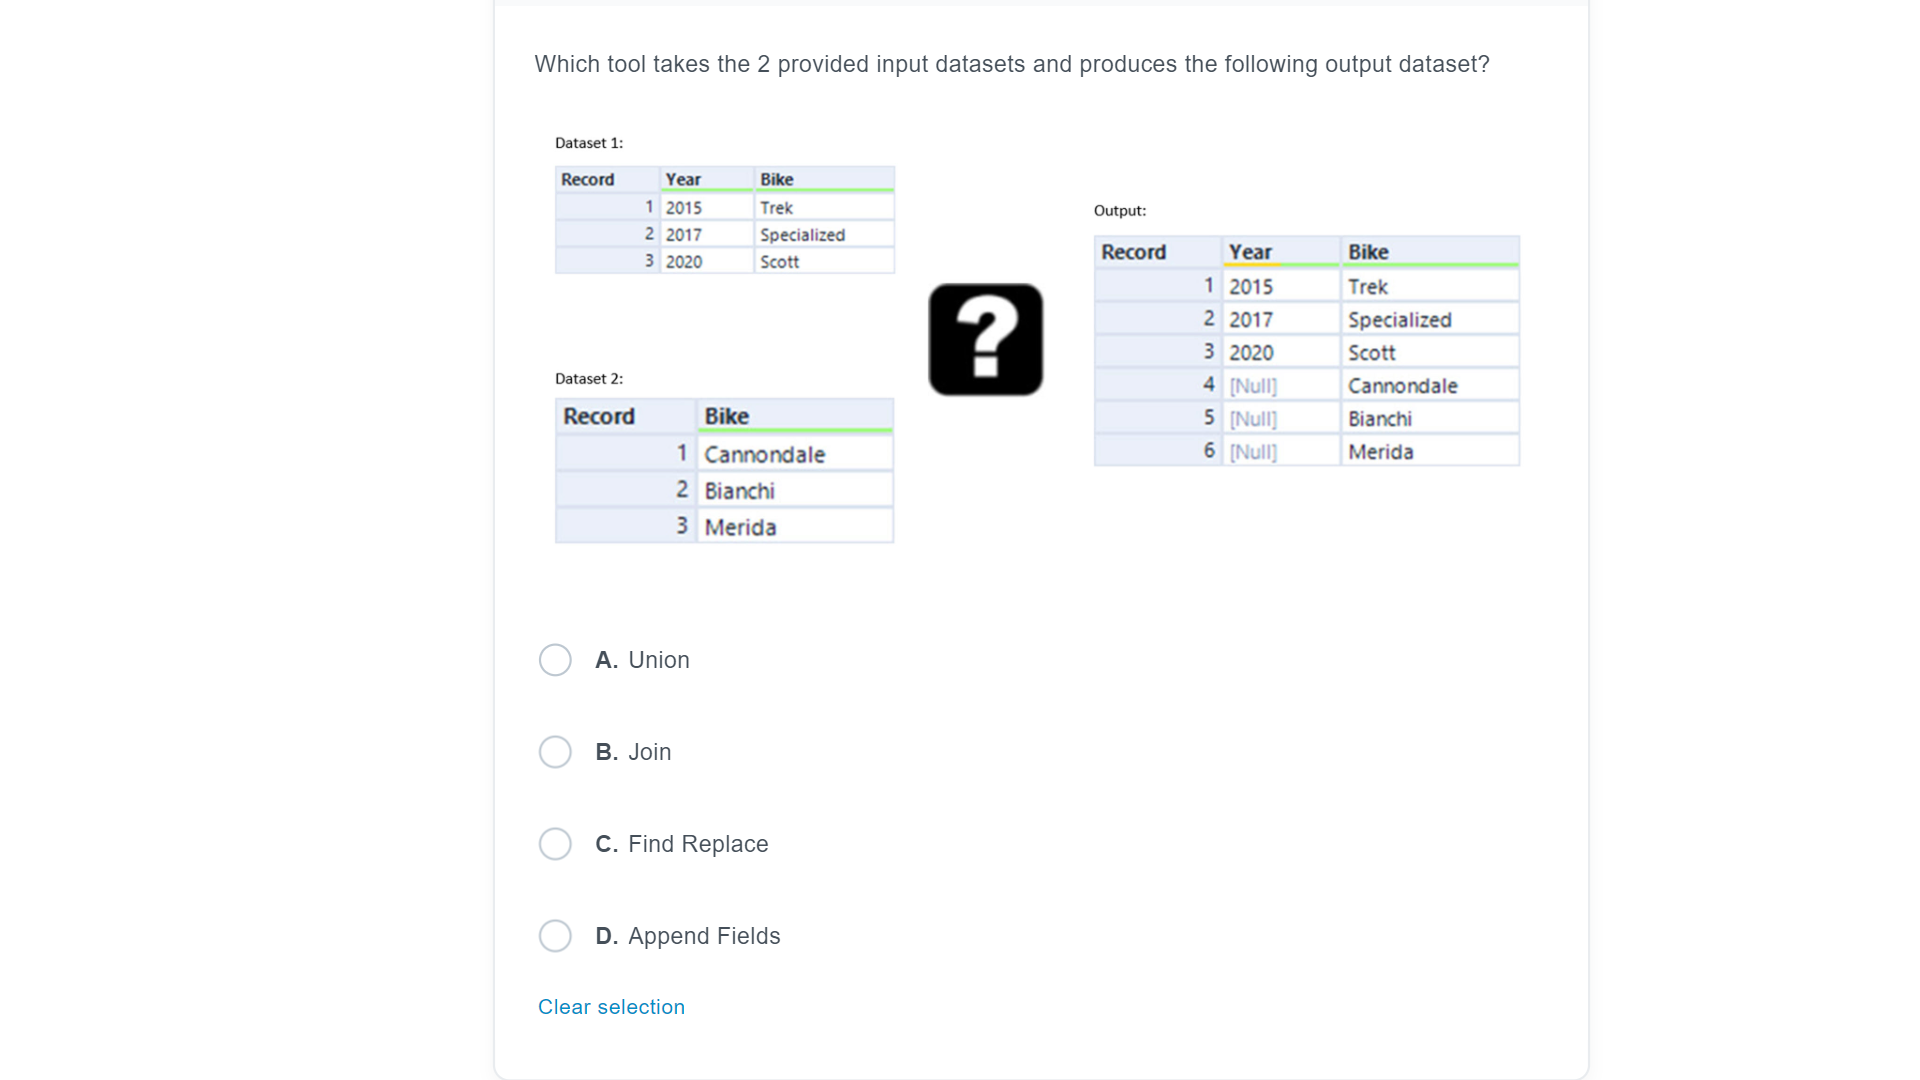 Which tool takes the 2 provided input datasets and produces the following output dataset?
Dataset 1:
Record Year Bike
1 2015 Trek
2 2017 Specialized
3 2020 Scott
Dataset 2:
Record Bike
1 Cannondale
2 Bianchi
3 Merida
?
Output:
Record Year Bike
1 2015 Trek
2 2017 Specialized
3 2020 Scott
4 [Null] Cannondale
5 [Null] Bianchi
6 [Null] Merida
A. Union
B. Join
C. Find Replace
D. Append Fields
Clear selection